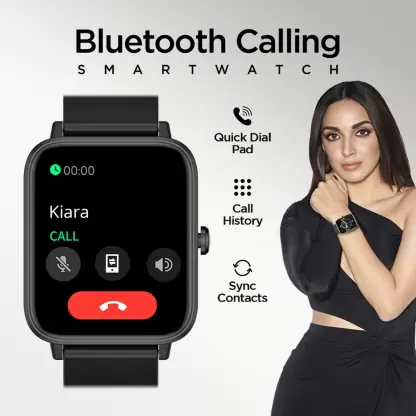 Bluetooth Calling
SMARTWATCH
Quick Dial
Pad
00:00
Kiara
CALL
Call
History
Sync
Contacts